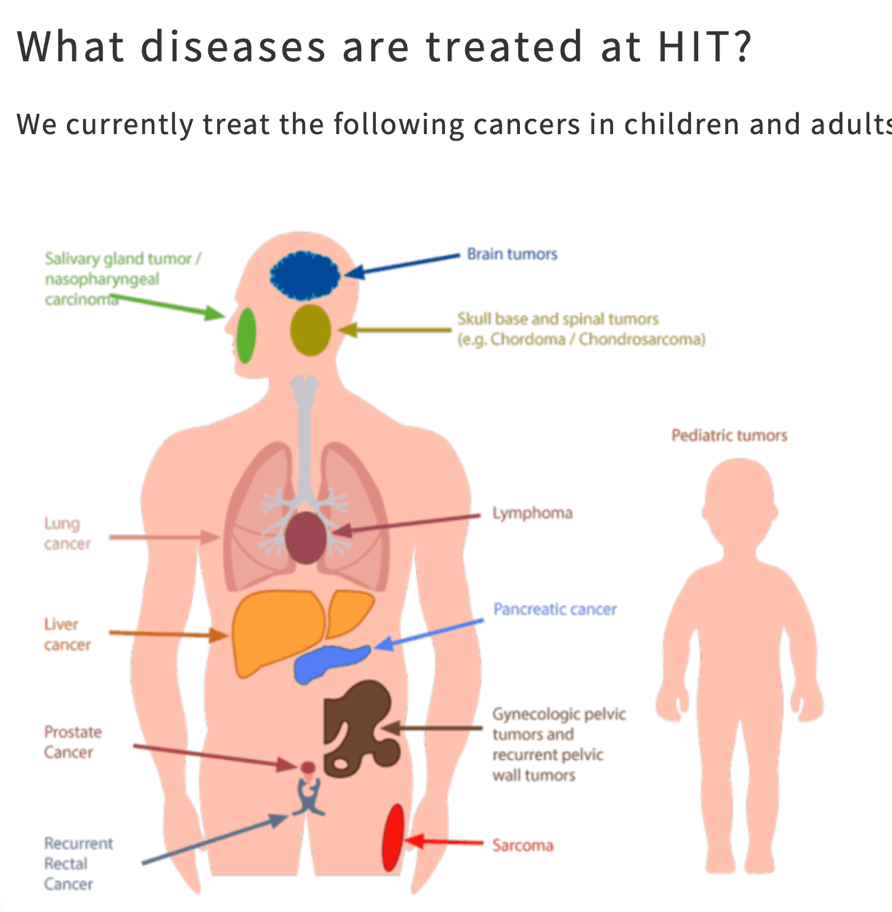 What diseases are treated at HIT?
We currently treat the following cancers in children and adults
Salivary gland tumor /
nasopharyngeal
carcinoma
Brain tumors
Skull base and spinal tumors
(e.g. Chordoma / Chondrosarcoma)
Pediatric tumors
Lung
cancer
Lymphoma
Liver
cancer
Pancreatic cancer
Prostate
Cancer
Gynecologic pelvic
tumors and
recurrent pelvic
wall tumors
Recurrent
Rectal
Cancer
Sarcoma